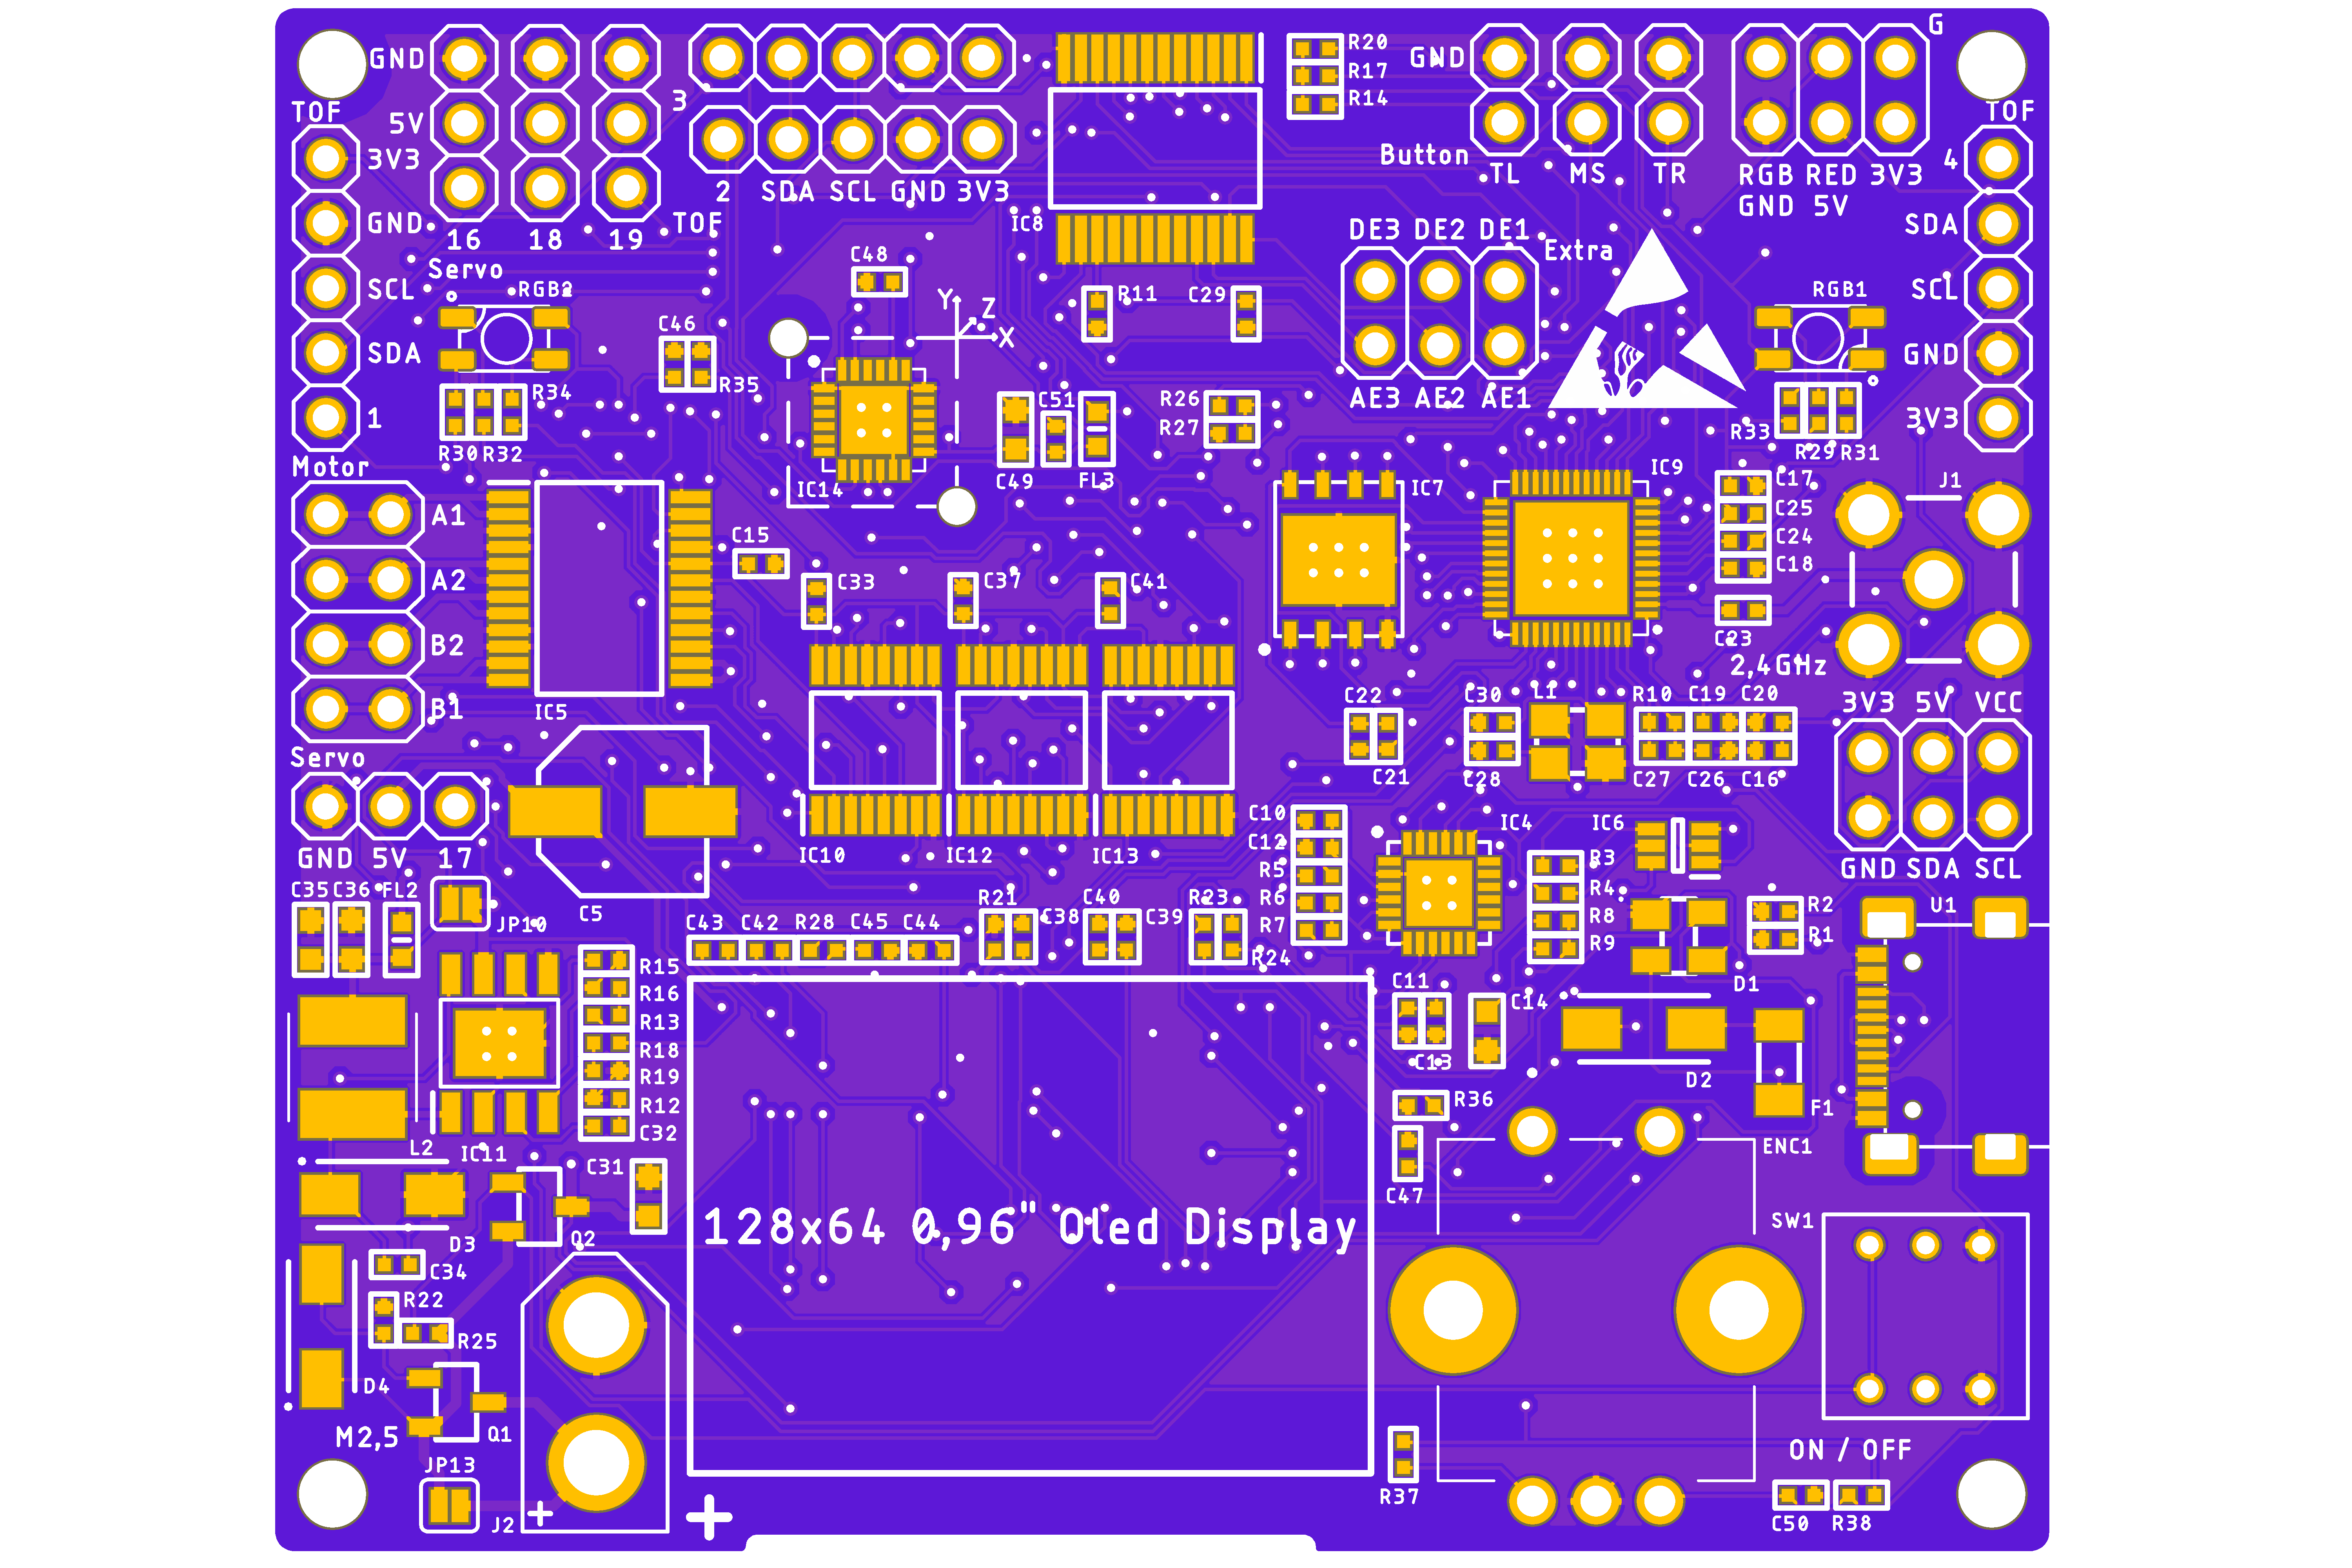 GND
5V
16 18 19
Servo
TOF
3V3
GND
SCL
SDA
1
3
2 SDA SCL GND 3V3
TOF
IC8
R20
R17
R14
GND
Button
TL MS TR
G
RGB RED 3V3
GND 5V
TOF
4
SDA
SCL
GND
3V3
DE3 DE2 DE1
Extra
AE3 AE2 AE1
RGB2
R34
R30 R32
C46
R35
C48
Y
Z
X
IC14
R11
C29
C49
C51
FL3
R26
R27
RGB1
R33
R29 R31
Motor
A1
A2
B2
B1
IC5
C15
C33
C37
C41
IC7
IC9
C17
C25
C24
C18
C23
J1
2,4GHz
3V3 5V VCC
GND SDA SCL
Servo
GND 5V 17
C5
IC10
IC12
IC13
C22
C21
C30
C28
L1
R10 C19 C20
C27 C26 C16
C10
C12
R5
R6
R7
IC4
IC6
R3
R4
R8
R9
R2
R1
D1
U1
C35 C36 FL2
JP10
C43 C42 R28 C45 C44
R21
C38
C40
C39
R23
R24
R15
R16
R13
R18
R19
R12
C32
L2
IC11
C11
C13
C14
D2
F1
R36
C47
ENC1
C31
D3
Q2
C34
R22
R25
D4
Q1
M2,5
JP13
J2
+
128x64 0,96" Oled Display
+
SW1
ON / OFF
R37
C50 R38